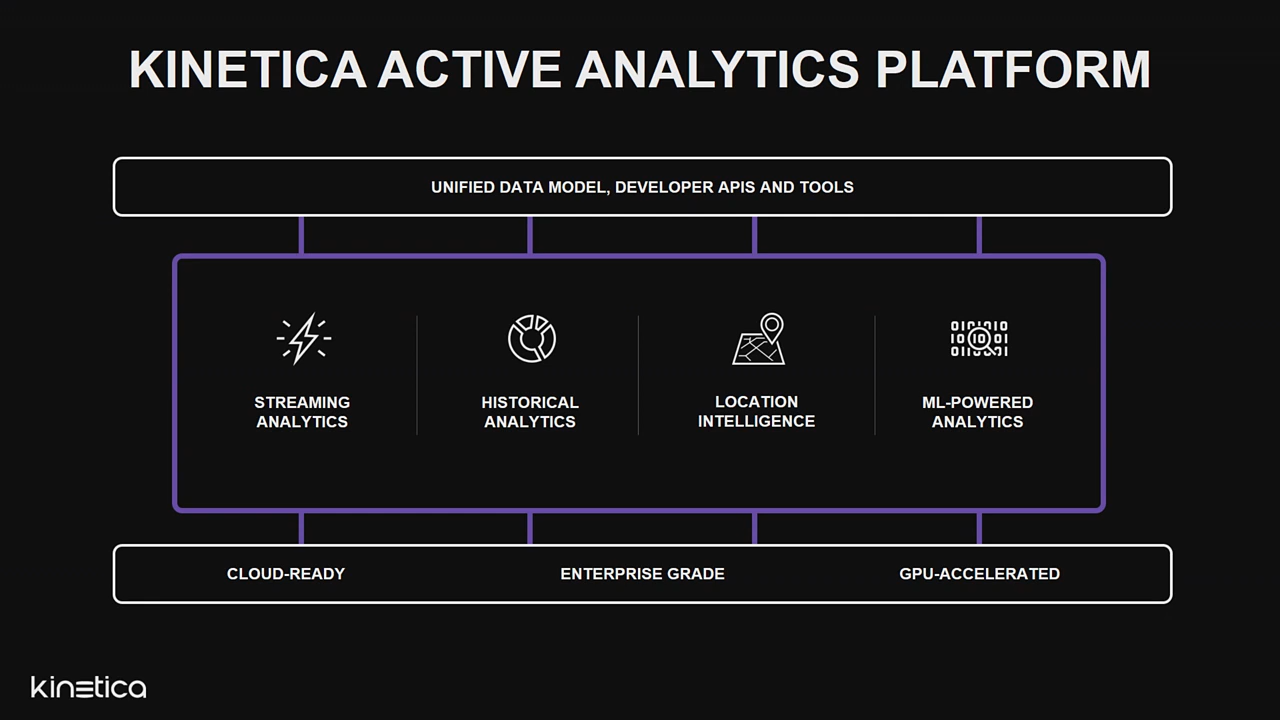 KINETICA ACTIVE ANALYTICS PLATFORM
UNIFIED DATA MODEL, DEVELOPER APIS AND TOOLS
STREAMING
ANALYTICS
HISTORICAL
ANALYTICS
LOCATION
INTELLIGENCE
ML-POWERED
ANALYTICS
CLOUD-READY
ENTERPRISE GRADE
GPU-ACCELERATED
kinetica